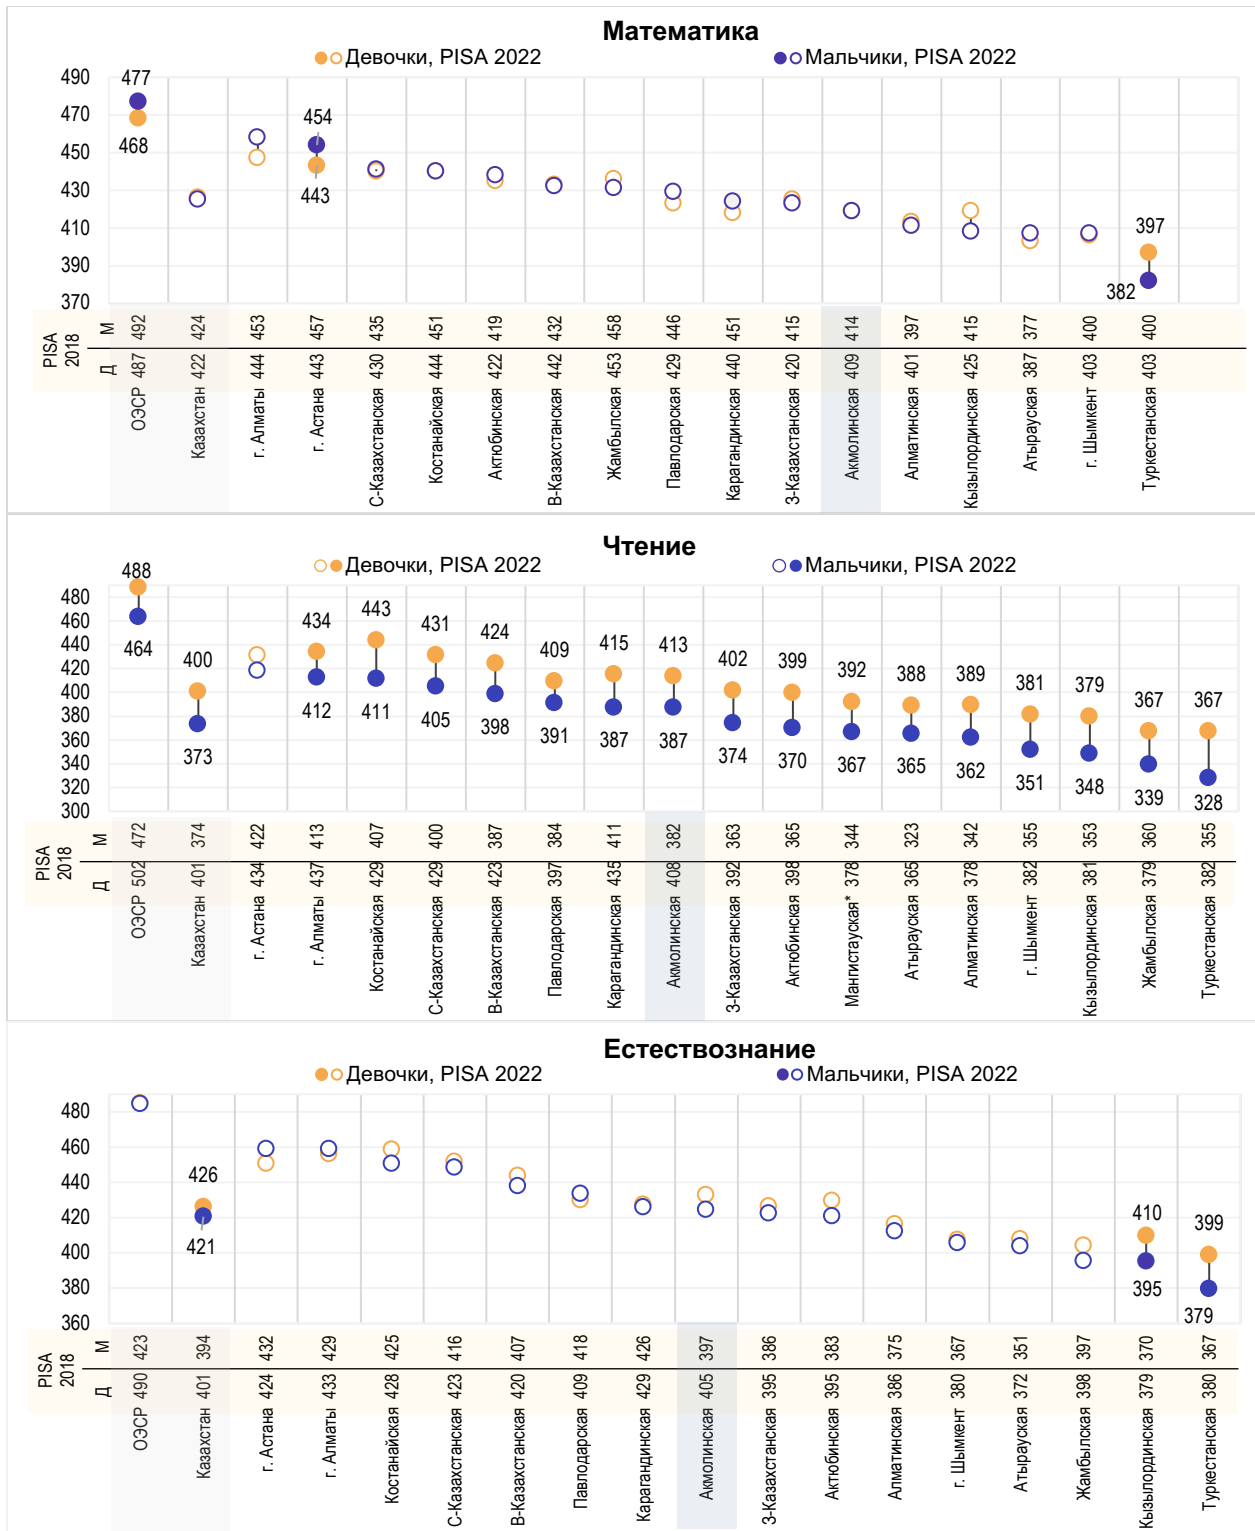 Математика
Девочки, PISA 2022
Мальчики, PISA 2022
490
470
450
430
410
390
370
477
468
454
443
397
382
PISA 2018
М 492 424 453 457 435 451 419 432 458 446 451 415 414 397 415 377 400 400
Д 487 422 444 443 430 444 422 442 453 429 440 420 409 401 425 387 403 403
ОЭСР
Казахстан
г. Алматы
г. Астана
С-Казахстанская
Костанайская
Актюбинская
В-Казахстанская
Жамбылская
Павлодарская
Карагандинская
З-Казахстанская
Акмолинская
Алматинская
Кызылординская
Атырауская
г. Шымкент
Туркестанская
Чтение
Девочки, PISA 2022
Мальчики, PISA 2022
480
460
440
420
400
380
360
340
320
300
488 400 434 443 431 424 409 415 413 402 399 392 388 389 381 379 367 367
464 373 412 411 405 398 391 387 387 374 370 367 365 362 351 348 339 328
PISA 2018
М 472 374 422 413 407 400 387 384 411 382 363 365 344 323 342 355 353 360 355
Д 502 401 434 437 429 429 423 397 435 408 392 398 378 365 378 382 381 379 382
ОЭСР
Казахстан
г. Астана
г. Алматы
Костанайская
С-Казахстанская
В-Казахстанская
Павлодарская
Карагандинская
Акмолинская
З-Казахстанская
Актюбинская
Мангистауская*
Атырауская
Алматинская
г. Шымкент
Кызылординская
Жамбылская
Туркестанская
Естествознание
Девочки, PISA 2022
Мальчики, PISA 2022
480
460
440
420
400
380
360
426
421
410
395
399
379
PISA 2018
М 423 394 432 429 425 416 407 418 426 397 386 383 375 367 351 397 370 367
Д 490 401 424 433 428 423 420 409 429 405 395 395 386 380 372 398 379 380
ОЭСР
Казахстан
г. Астана
г. Алматы
Костанайская
С-Казахстанская
В-Казахстанская
Павлодарская
Карагандинская
Акмолинская
З-Казахстанская
Актюбинская
Алматинская
г. Шымкент
Атырауская
Жамбылская
Кызылординская
Туркестанская